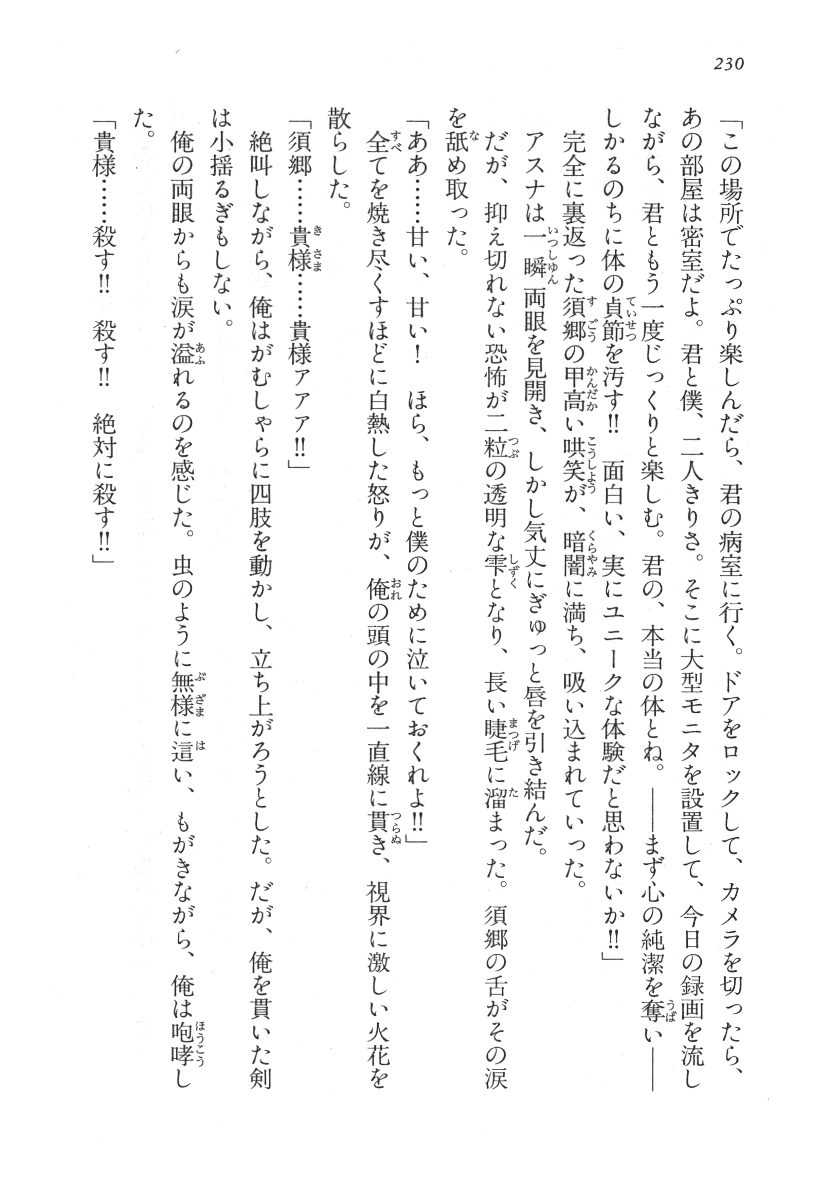 230
「この場所でたっぷり楽しんだら、君の病室に行く。ドアをロックして、カメラを切ったら、
あの部屋は密室だよ。君と僕、二人きりさ。そこに大型モニタを設置して、今日の録画を流し
ながら、君ともう一度じっくりと楽しむ。君の、本当の体とね。――まず心の純潔を奪い――
しかるのちに体の貞節を汚す!!　面白い、実にユニークな体験だと思わないか!!」
　完全に裏返った須郷の甲高い哄笑が、暗闇に満ち、吸い込まれていった。
　アスナは一瞬両眼を見開き、しかし気丈にぎゅっと唇を引き結んだ。
　だが、抑え切れない恐怖が二粒の透明な雫となり、長い睫毛に溜まった。須郷の舌がその涙
を舐め取った。
「ああ……甘い、甘い！　ほら、もっと僕のために泣いておくれよ!!」
　全てを焼き尽くすほどに白熱した怒りが、俺の頭の中を一直線に貫き、視界に激しい火花を
散らした。
「須郷……貴様……貴様アアア!!」
　絶叫しながら、俺はがむしゃらに四肢を動かし、立ち上がろうとした。だが、俺を貫いた剣
は小揺るぎもしない。
　俺の両眼からも涙が溢れるのを感じた。虫のように無様に這い、もがきながら、俺は咆哮し
た。
「貴様……殺す!!　殺す!!　絶対に殺す!!」